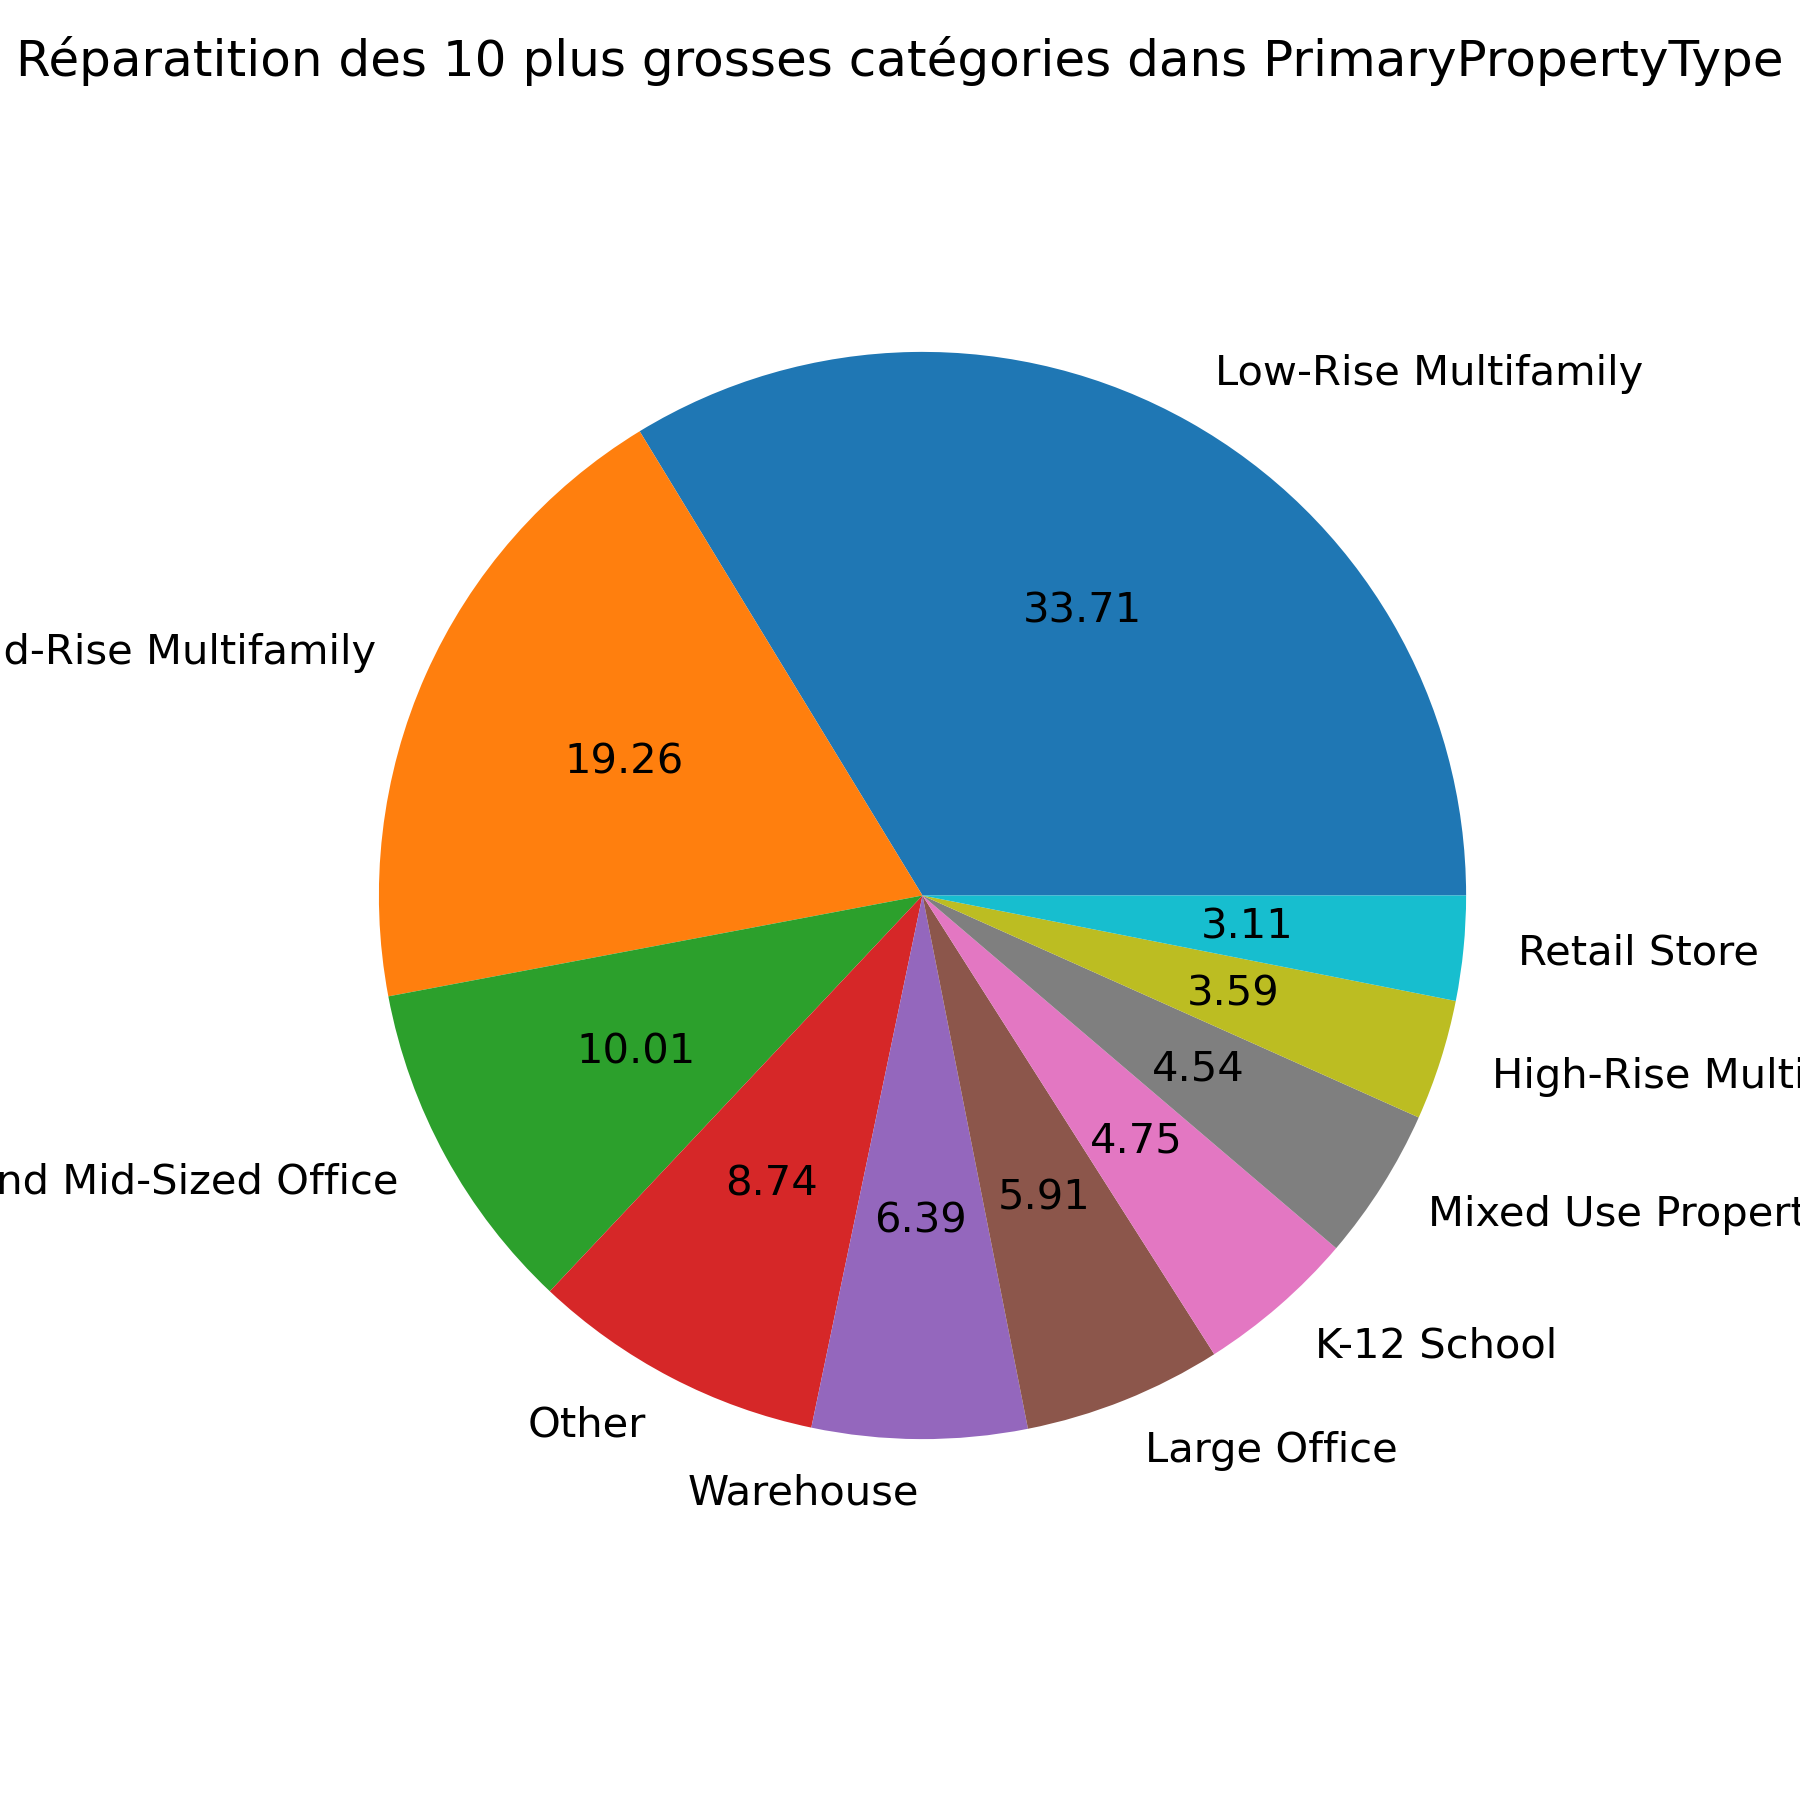 Réparatition des 10 plus grosses catégories dans PrimaryPropertyType
Low-Rise Multifamily
33.71
d-Rise Multifamily
19.26
nd Mid-Sized Office
10.01
Other
8.74
Warehouse
6.39
Large Office
5.91
K-12 School
4.75
Mixed Use Propert
4.54
High-Rise Multi
3.59
Retail Store
3.11